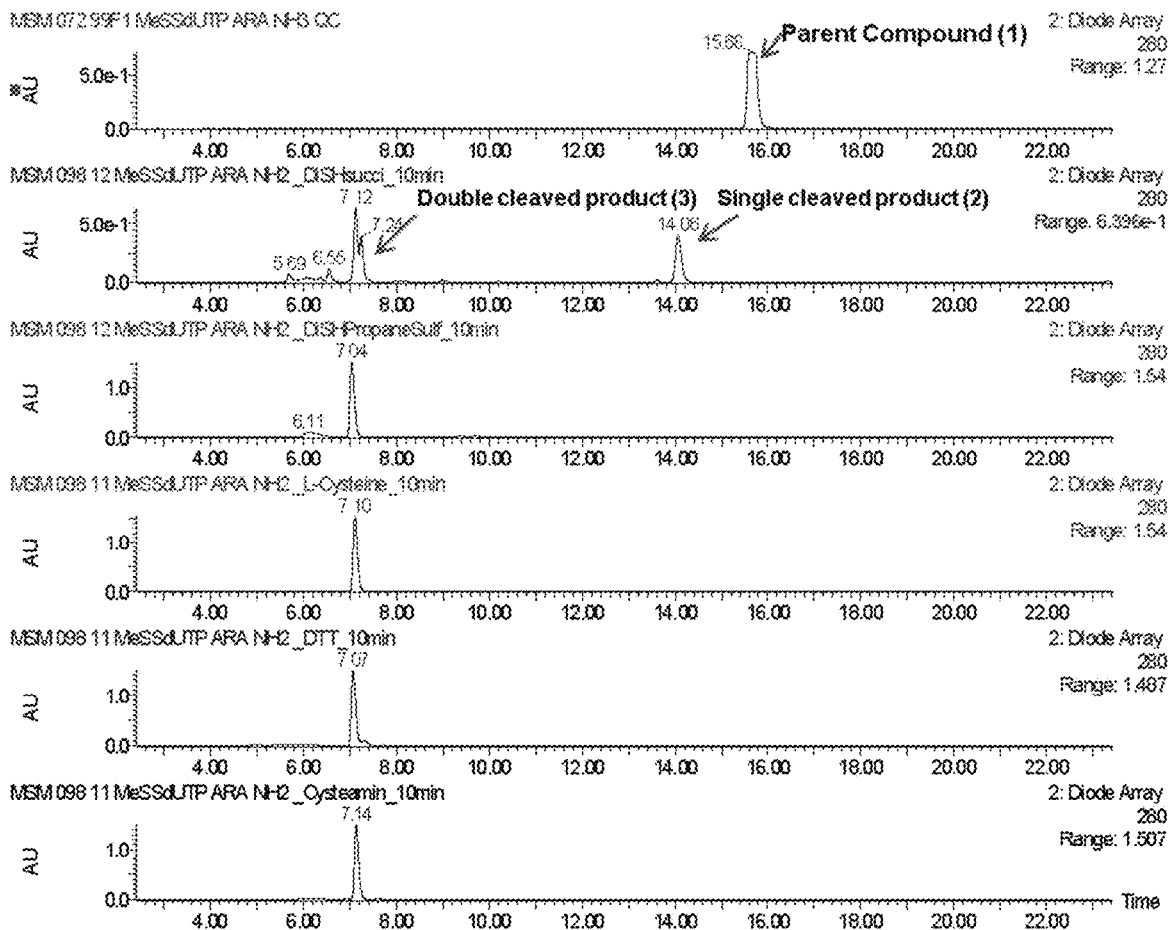 MSM 072 99F1 MeSSdUTP ARA NH3 QC
2: Diode Array
260
Range: 1.27
15.66
Parent Compound (1)
AU
5.0e-1
0.0
4.00 6.00 8.00 10.00 12.00 14.00 16.00 18.00 20.00 22.00
MSM 098 12 MeSSdUTP ARA NH2_DISHsucci_10min
2: Diode Array
280
Range: 6.396e-1
7.12
7.24
Double cleaved product (3)
Single cleaved product (2)
14.06
5.69
6.55
AU
5.0e-1
0.0
4.00 6.00 8.00 10.00 12.00 14.00 16.00 18.00 20.00 22.00
MSM 098 12 MeSSdUTP ARA NH2_DISHPropaneSulf_10min
2: Diode Array
280
Range: 1.54
7.04
6.11
AU
1.0
0.0
4.00 6.00 8.00 10.00 12.00 14.00 16.00 18.00 20.00 22.00
MSM 098 11 MeSSdUTP ARA NH2_L-Cysteine_10min
2: Diode Array
280
Range: 1.54
7.10
AU
1.0
0.0
4.00 6.00 8.00 10.00 12.00 14.00 16.00 18.00 20.00 22.00
MSM 098 11 MeSSdUTP ARA NH2_DTT_10min
2: Diode Array
280
Range: 1.487
7.07
AU
1.0
0.0
4.00 6.00 8.00 10.00 12.00 14.00 16.00 18.00 20.00 22.00
MSM 098 11 MeSSdUTP ARA NH2_Cysteamin_10min
2: Diode Array
260
Range: 1.507
7.14
AU
1.0
0.0
4.00 6.00 8.00 10.00 12.00 14.00 16.00 18.00 20.00 22.00
Time